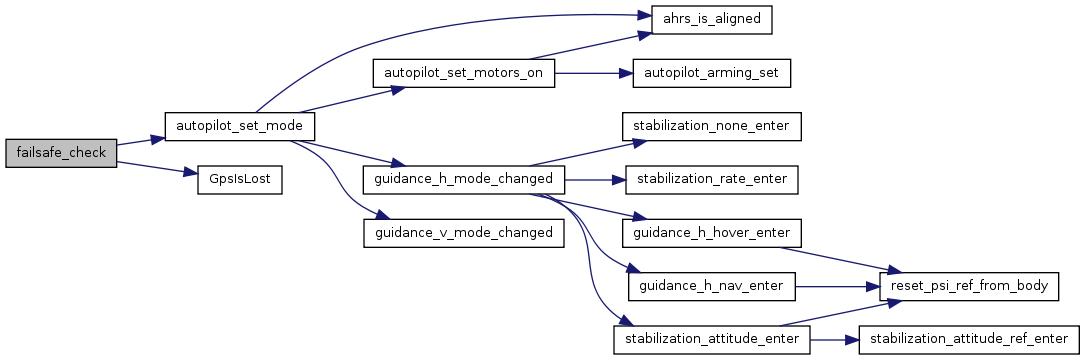 failsafe_check
autopilot_set_mode
GpsIsLost
autopilot_set_motors_on
guidance_h_mode_changed
guidance_v_mode_changed
ahrs_is_aligned
autopilot_arming_set
stabilization_none_enter
stabilization_rate_enter
guidance_h_hover_enter
guidance_h_nav_enter
stabilization_attitude_enter
reset_psi_ref_from_body
stabilization_attitude_ref_enter